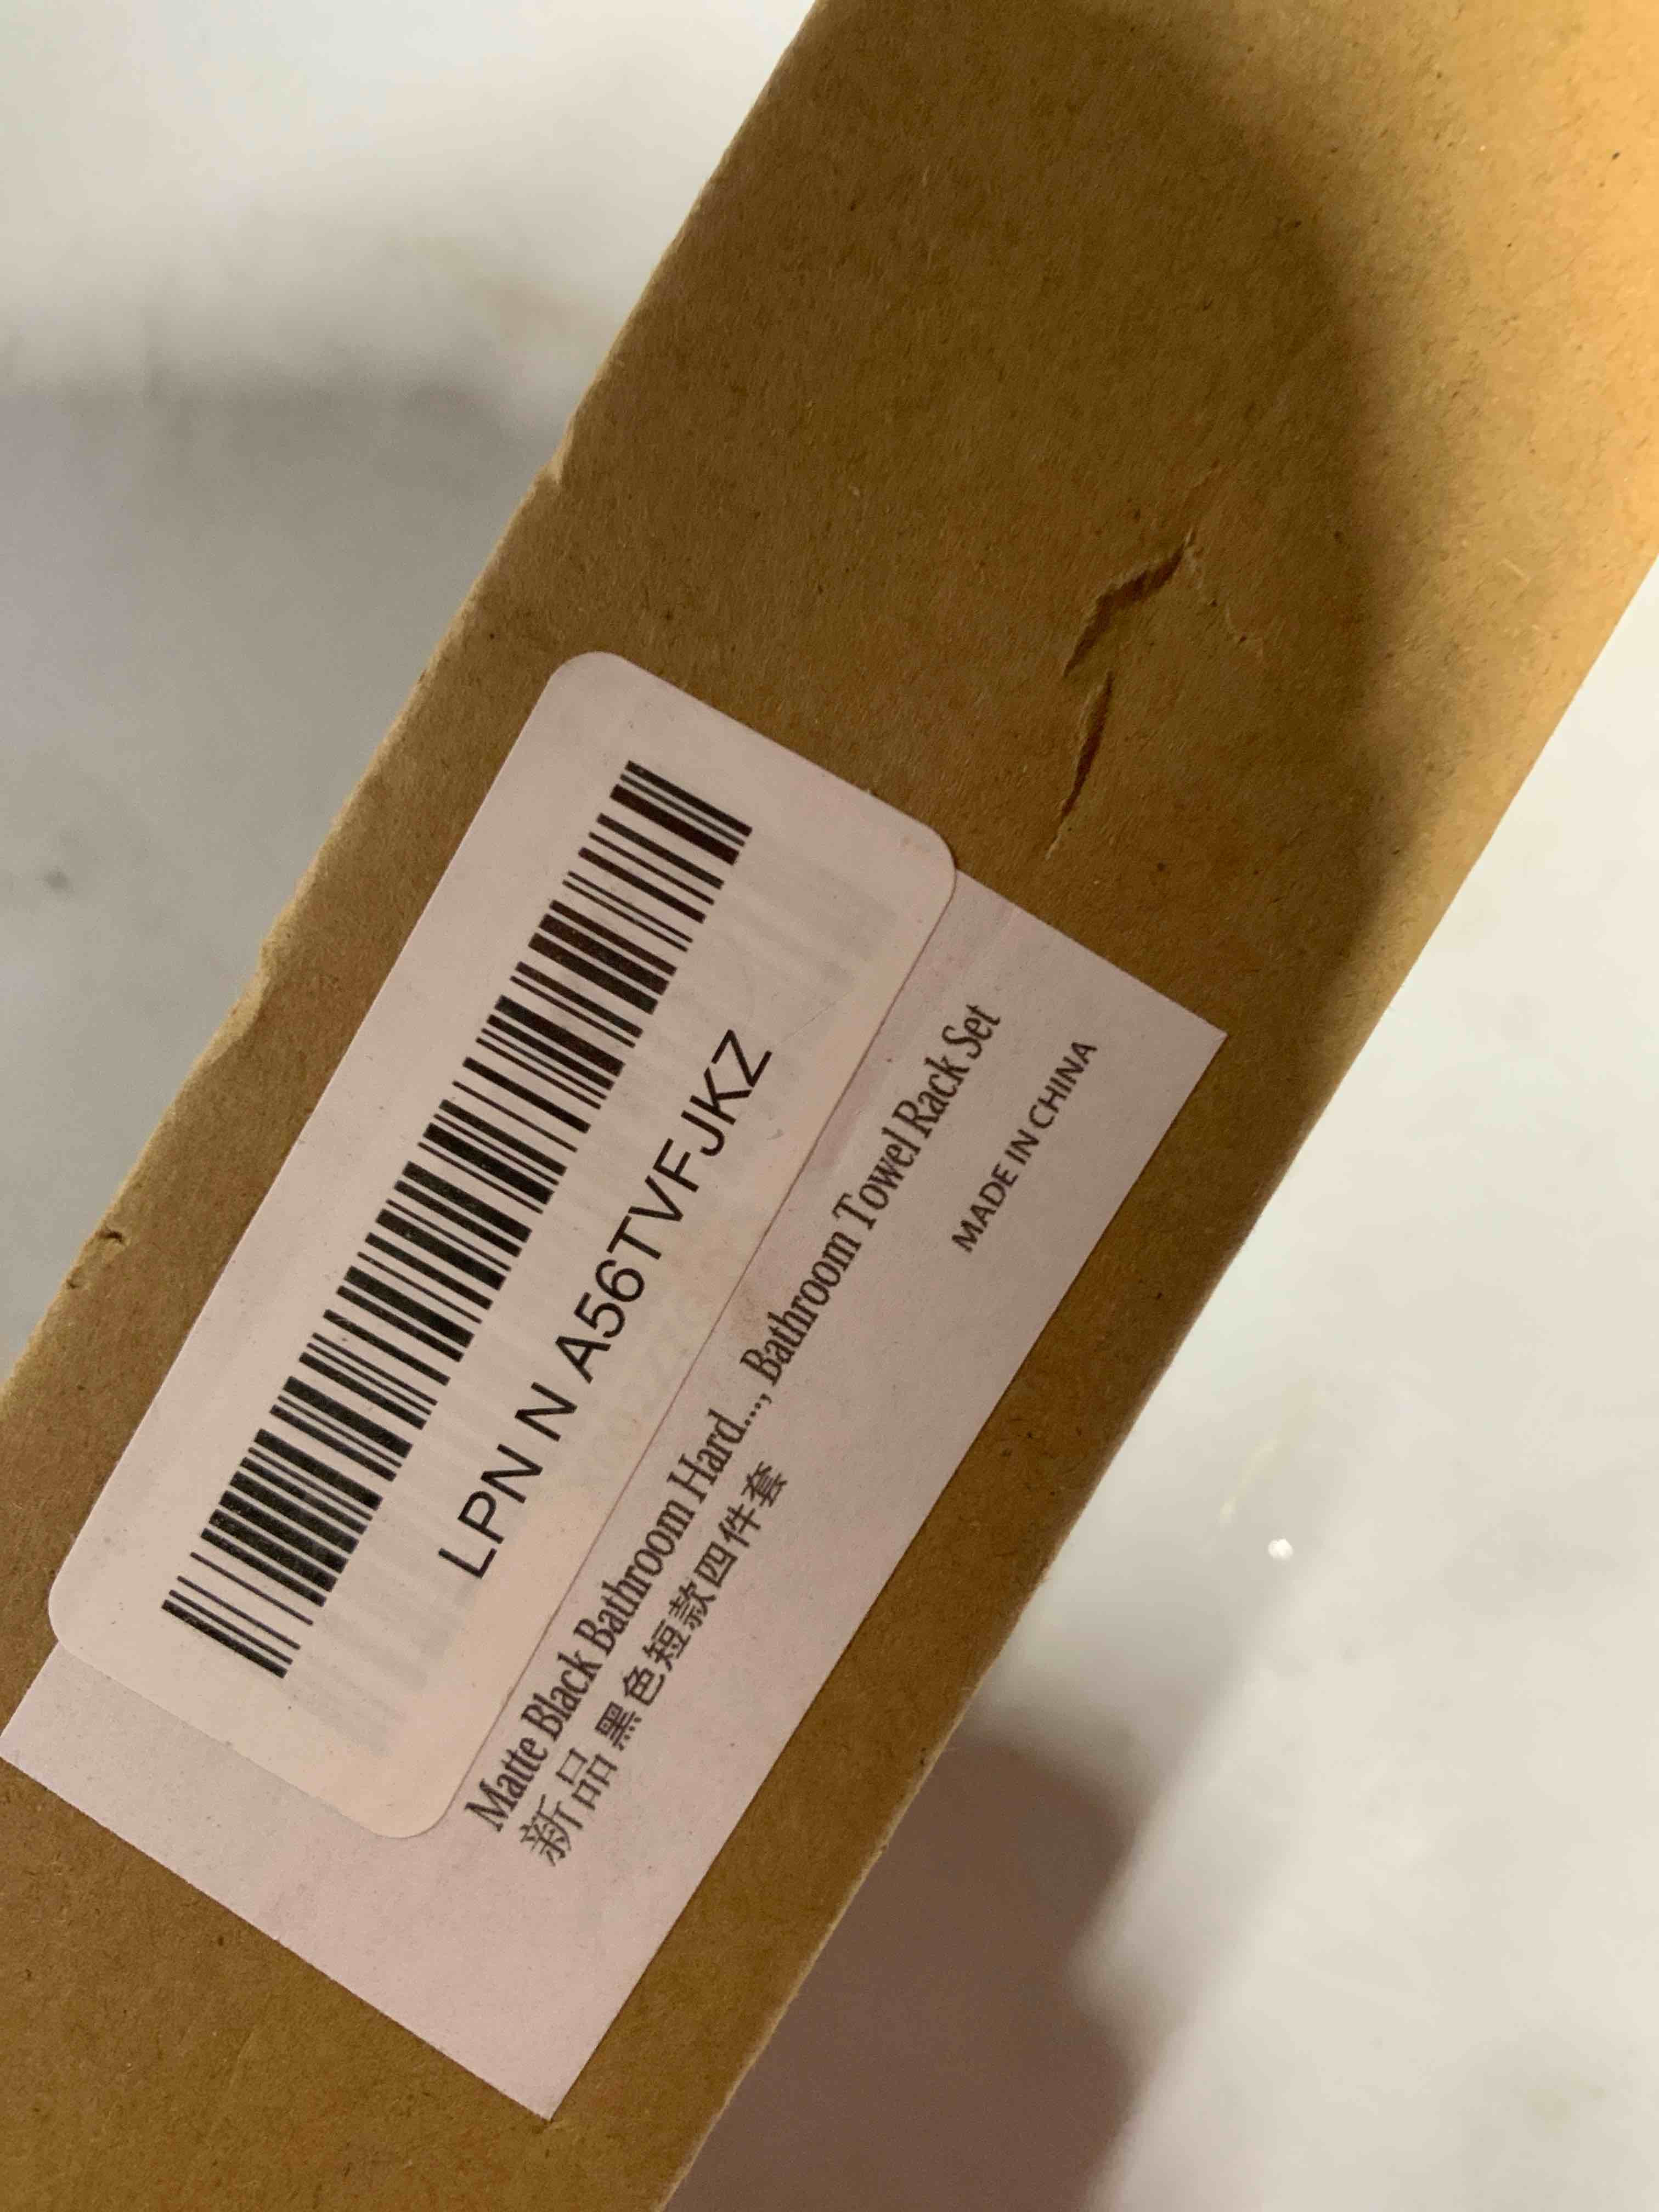 LPN N A56TVFJKZ
Matte Black Bathroom Hard..., Bathroom Towel Rack Set
新品 黑色短款四件套
MADE IN CHINA